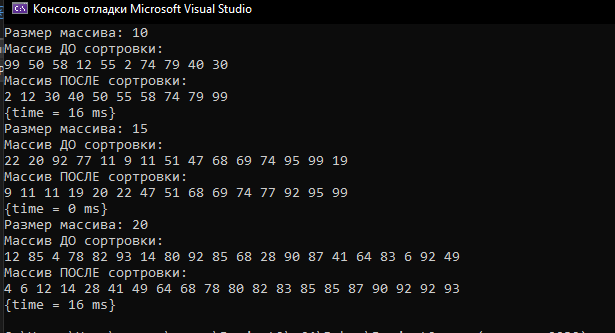 Консоль отладки Microsoft Visual Studio
Размер массива: 10
Массив ДО сортровки:
99 50 58 12 55 2 74 79 40 30
Массив ПОСЛЕ сортровки:
2 12 30 40 50 55 58 74 79 99
{time = 16 ms}
Размер массива: 15
Массив ДО сортровки:
22 20 92 77 11 9 11 51 47 68 69 74 95 99 19
Массив ПОСЛЕ сортровки:
9 11 11 19 20 22 47 51 68 69 74 77 92 95 99
{time = 0 ms}
Размер массива: 20
Массив ДО сортровки:
12 85 4 78 82 93 14 80 92 85 68 28 90 87 41 64 83 6 92 49
Массив ПОСЛЕ сортровки:
4 6 12 14 28 41 49 64 68 78 80 82 83 85 85 87 90 92 92 93
{time = 16 ms}